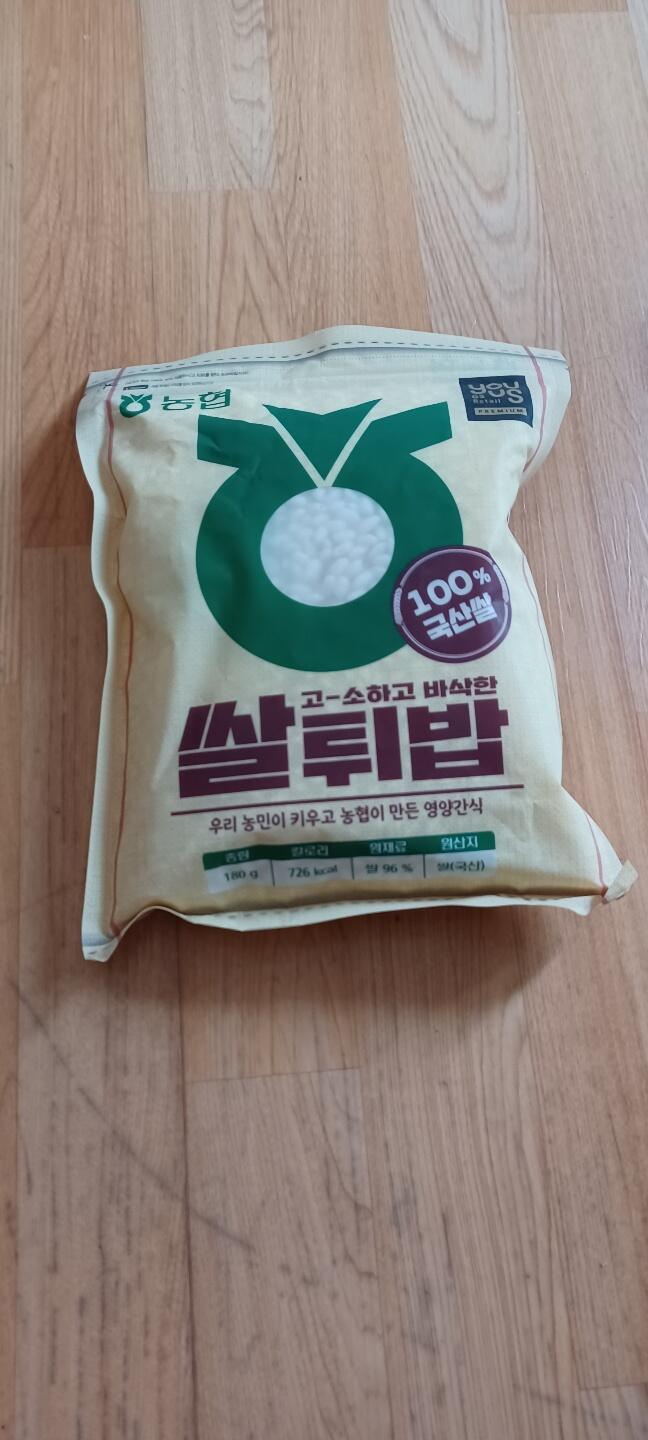 농협
YOU US
GS Retail
PREMIUM
100%
국산쌀
고-소하고 바삭한
쌀튀밥
우리 농민이 키우고 농협이 만든 영양간식
총량 칼로리 원재료 원산지
180 g 726 kcal 쌀 96 % 쌀(국산)